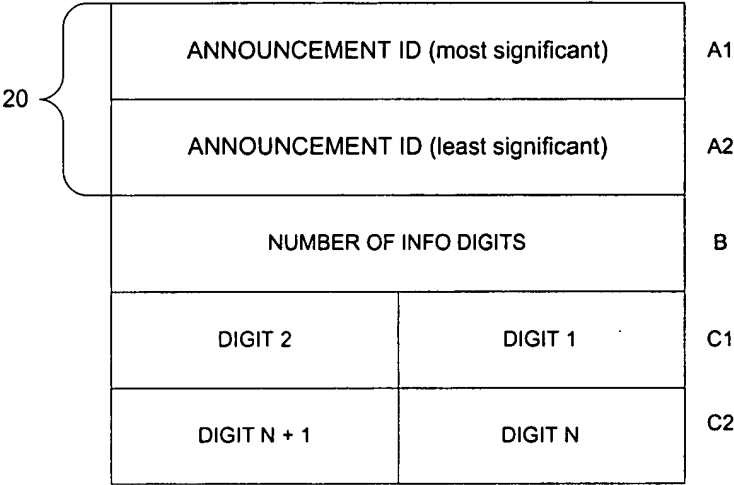 ANNOUNCEMENT ID (most significant) A1
20
ANNOUNCEMENT ID (least significant) A2
NUMBER OF INFO DIGITS B
DIGIT 2 DIGIT 1 C1
DIGIT N + 1 DIGIT N C2